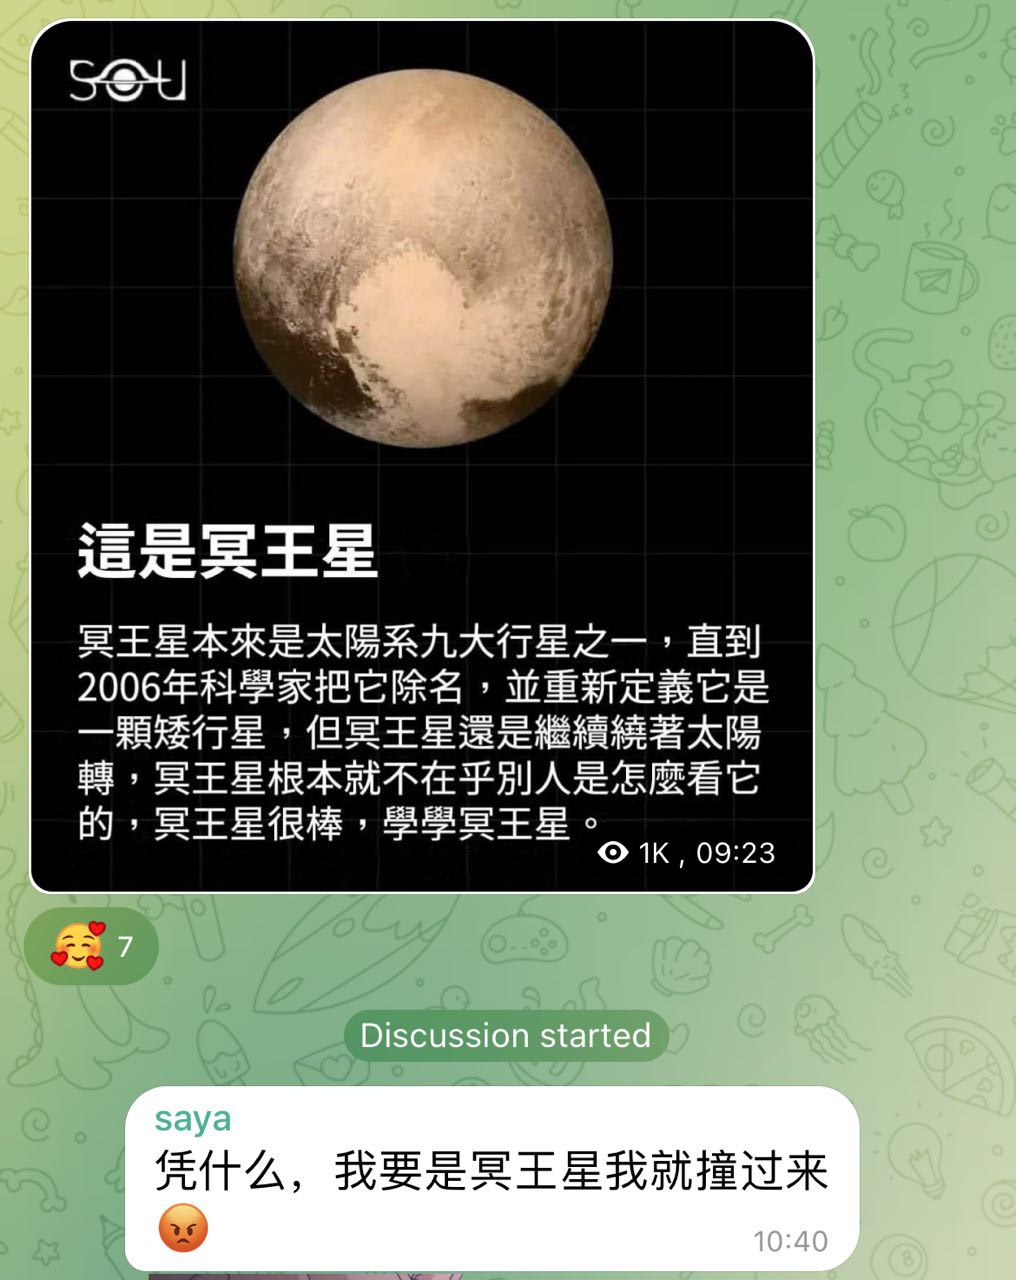 SOU
這是冥王星
冥王星本來是太陽系九大行星之一，直到
2006年科學家把它除名，並重新定義它是
一顆矮行星，但冥王星還是繼續繞著太陽
轉，冥王星根本就不在乎別人是怎麼看它
的，冥王星很棒，學學冥王星。
1K , 09:23
🥰 7
Discussion started
saya
凭什么，我要是冥王星我就撞过来
😡
10:40